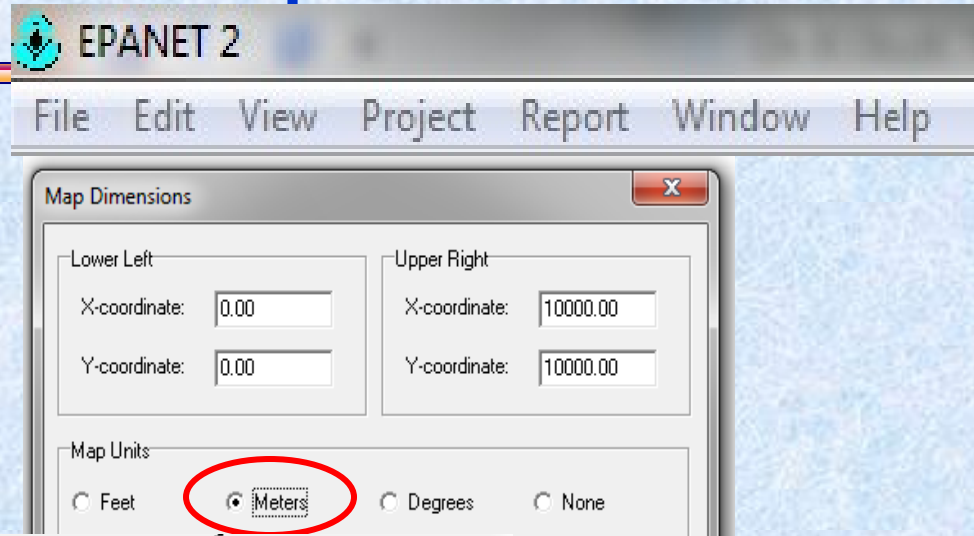 EPANET 2
File Edit View Project Report Window Help
Map Dimensions
Lower Left Upper Right
X-coordinate: 0.00 X-coordinate: 10000.00
Y-coordinate: 0.00 Y-coordinate: 10000.00
Map Units
Feet Meters Degrees None